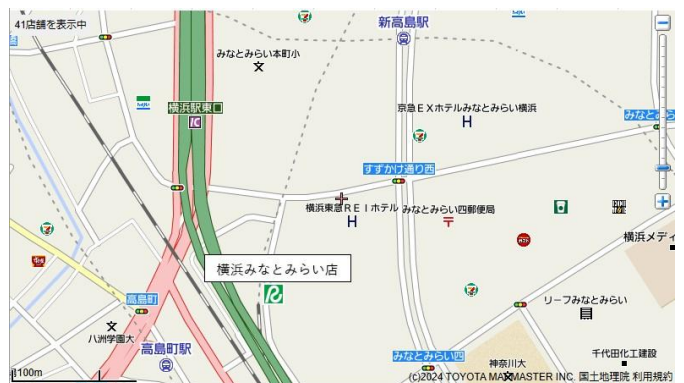 41店舗を表示中
新高島駅
みなとみらい本町小
京急EXホテルみなとみらい横浜
横浜駅東口
IC
みなとみら
すずかけ通り西
横浜東急REIホテル
みなとみらい四郵便局
横浜メディ
横浜みなとみらい店
高島町
リーフみなとみらい
八洲学園大
高島町駅
みなとみらい四
神奈川大
千代田化工建設
100m
(c)2024 TOYOTA MAPMASTER INC. 国土地理院 利用規約